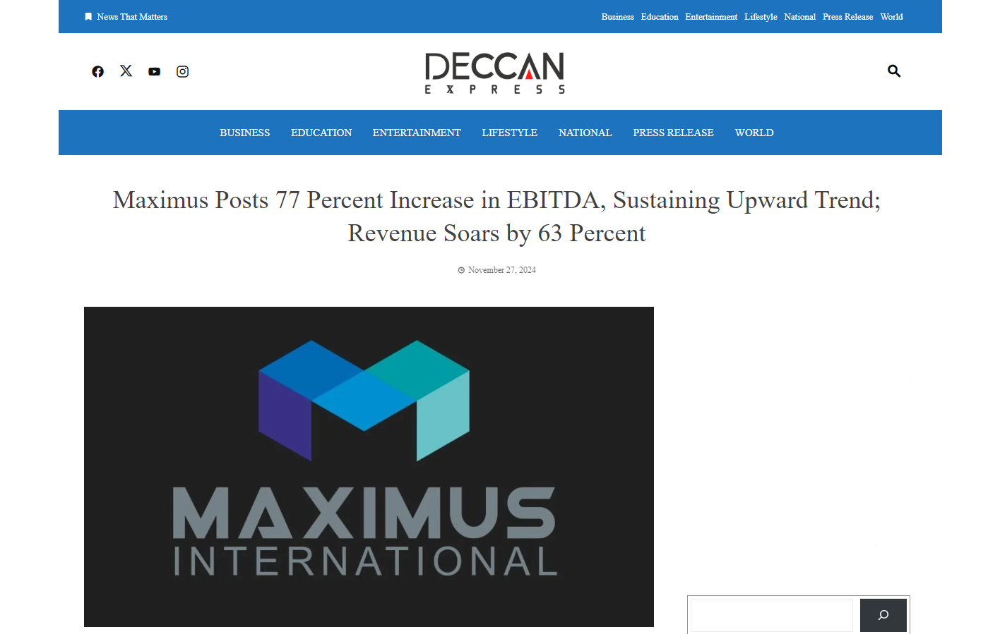 News That Matters
Business Education Entertainment Lifestyle National Press Release World
DECCAN
EXPRESS
BUSINESS EDUCATION ENTERTAINMENT LIFESTYLE NATIONAL PRESS RELEASE WORLD
Maximus Posts 77 Percent Increase in EBITDA, Sustaining Upward Trend;
Revenue Soars by 63 Percent
November 27, 2024
MAXIMUS
INTERNATIONAL